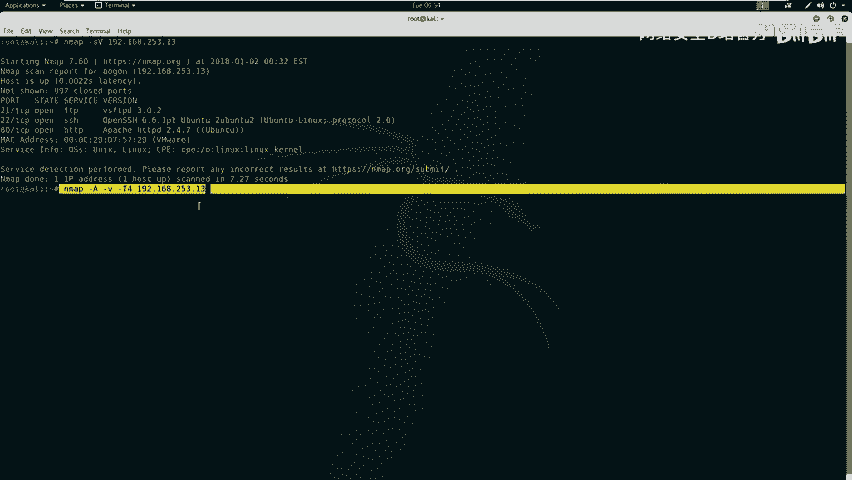 Applications Places Terminal Tue 00:34
root@kali: ~
File Edit View Search Terminal Help
root@kali:~# nmap -sV 192.168.253.13
Starting Nmap 7.60 ( https://nmap.org ) at 2018-01-02 00:32 EST
Nmap scan report for bogon (192.168.253.13)
Host is up (0.0022s latency).
Not shown: 997 closed ports
PORT STATE SERVICE VERSION
21/tcp open ftp vsftpd 3.0.2
22/tcp open ssh OpenSSH 6.6.1p1 Ubuntu 2ubuntu2 (Ubuntu Linux; protocol 2.0)
80/tcp open http Apache httpd 2.4.7 ((Ubuntu))
MAC Address: (VMware)
Service Info: OSs: Unix, Linux; CPE: cpe:/o:linux:linux_kernel
Service detection performed. Please report any incorrect results at https://nmap.org/submit/
Nmap done: 1 IP address (1 host up) scanned in 7.27 seconds
root@kali:~# nmap -A -v -T4 192.168.253.13